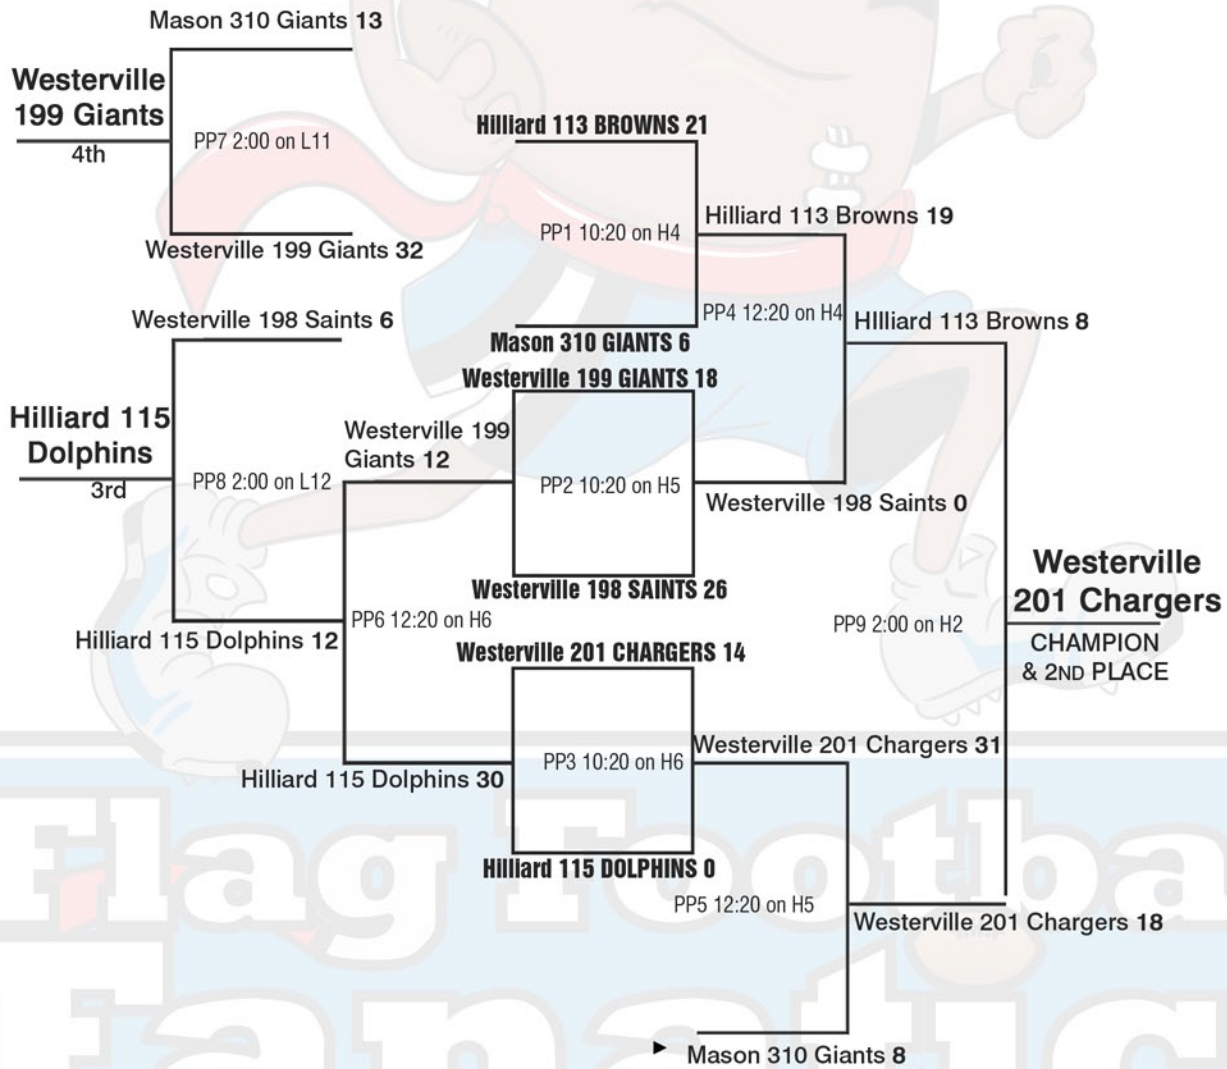 Mason 310 Giants 13
Westerville
199 Giants
4th
PP7 2:00 on L11
Westerville 199 Giants 32
Westerville 198 Saints 6
Hilliard 115
Dolphins
3rd
PP8 2:00 on L12
Hilliard 115 Dolphins 12
Westerville 199
Giants 12
PP6 12:20 on H6
Hilliard 115 Dolphins 30
Hilliard 113 BROWNS 21
PP1 10:20 on H4
Mason 310 GIANTS 6
Westerville 199 GIANTS 18
PP2 10:20 on H5
Westerville 198 SAINTS 26
Westerville 201 CHARGERS 14
PP3 10:20 on H6
Hilliard 115 DOLPHINS 0
Hilliard 113 Browns 19
PP4 12:20 on H4
Westerville 198 Saints 0
Westerville 201 Chargers 31
PP5 12:20 on H5
Mason 310 Giants 8
HIlliard 113 Browns 8
PP9 2:00 on H2
Westerville 201 Chargers 18
Westerville
201 Chargers
CHAMPION
& 2ND PLACE
Flag Footba
Fanatic